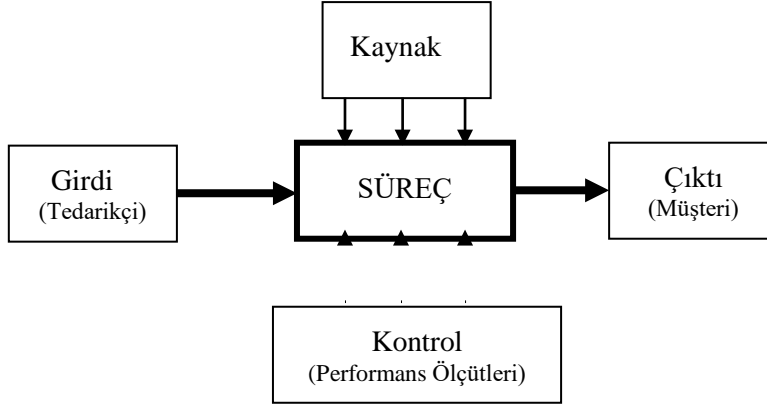 Kaynak
Girdi
(Tedarikçi)
SÜREÇ
Çıktı
(Müşteri)
Kontrol
(Performans Ölçütleri)